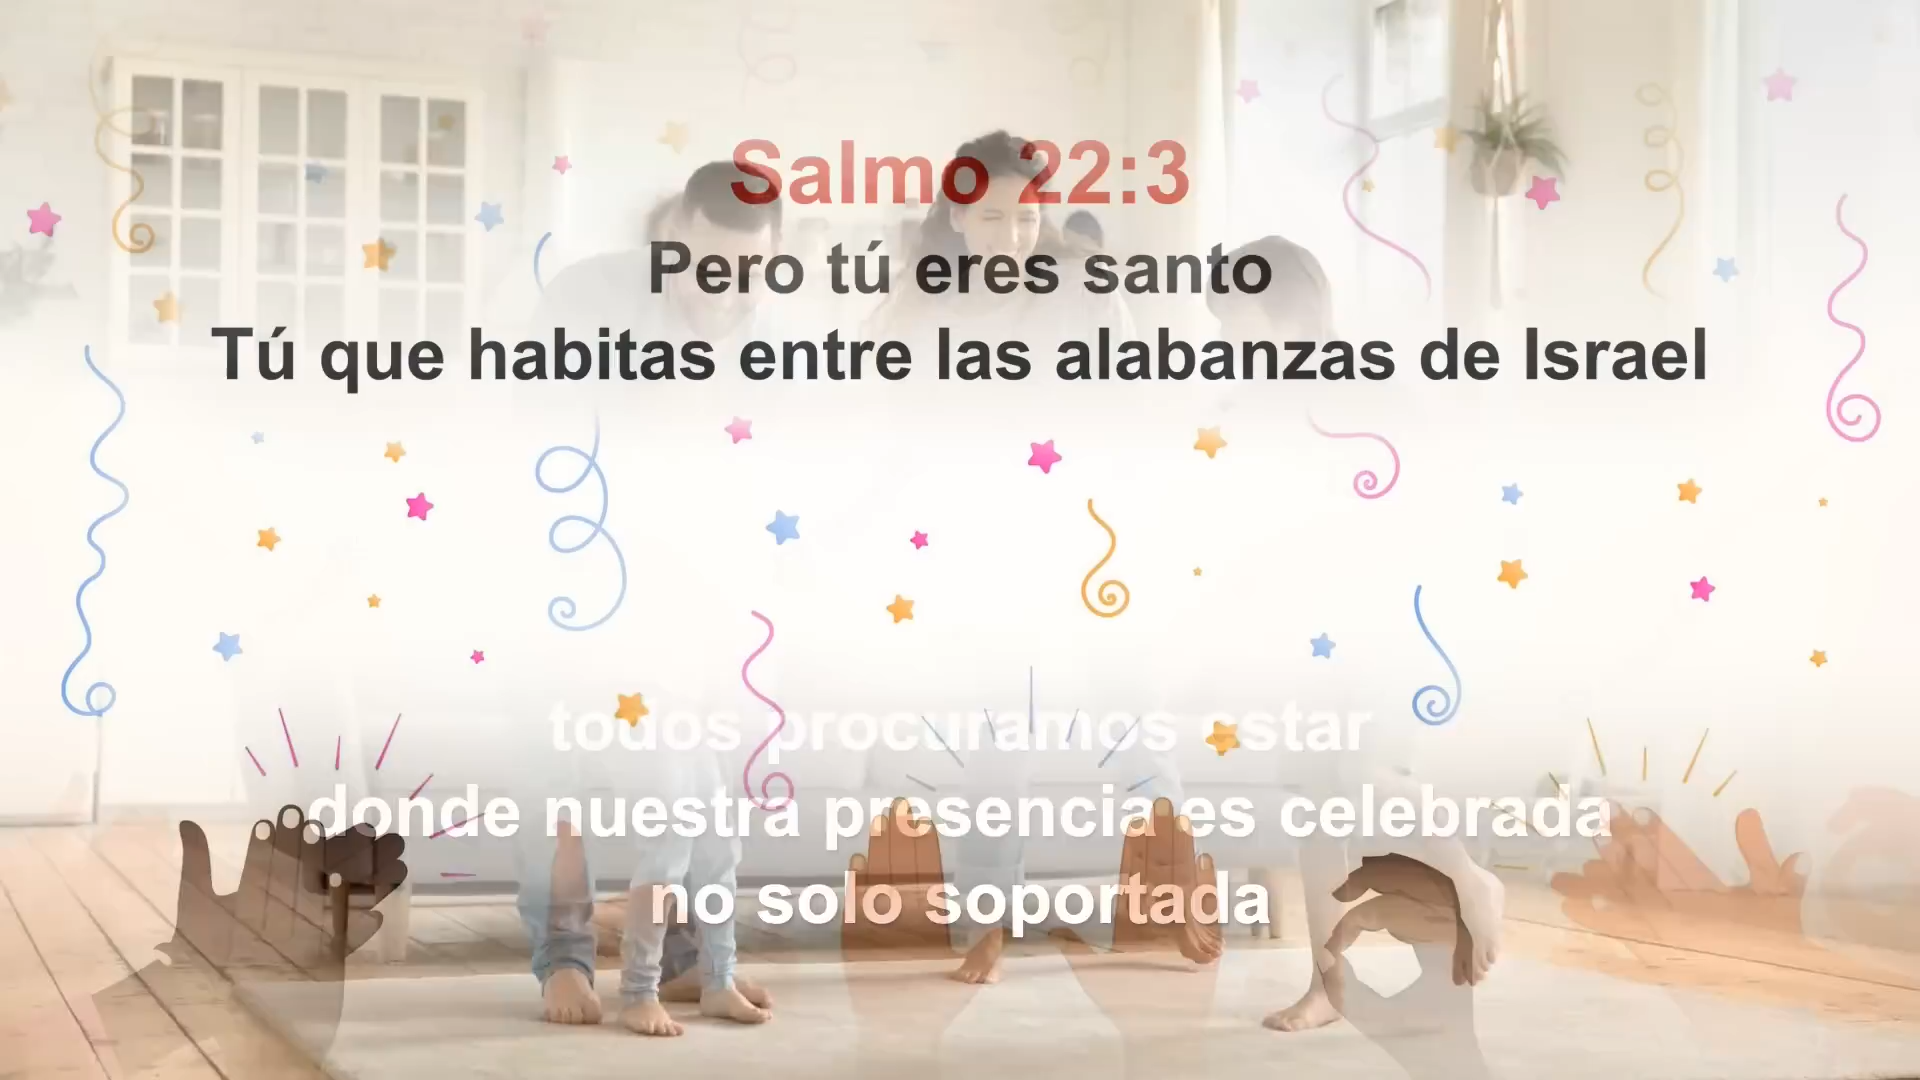 Salmo 22:3
Pero tú eres santo
Tú que habitas entre las alabanzas de Israel
todos procuramos estar
donde nuestra presencia es celebrada
no solo soportada